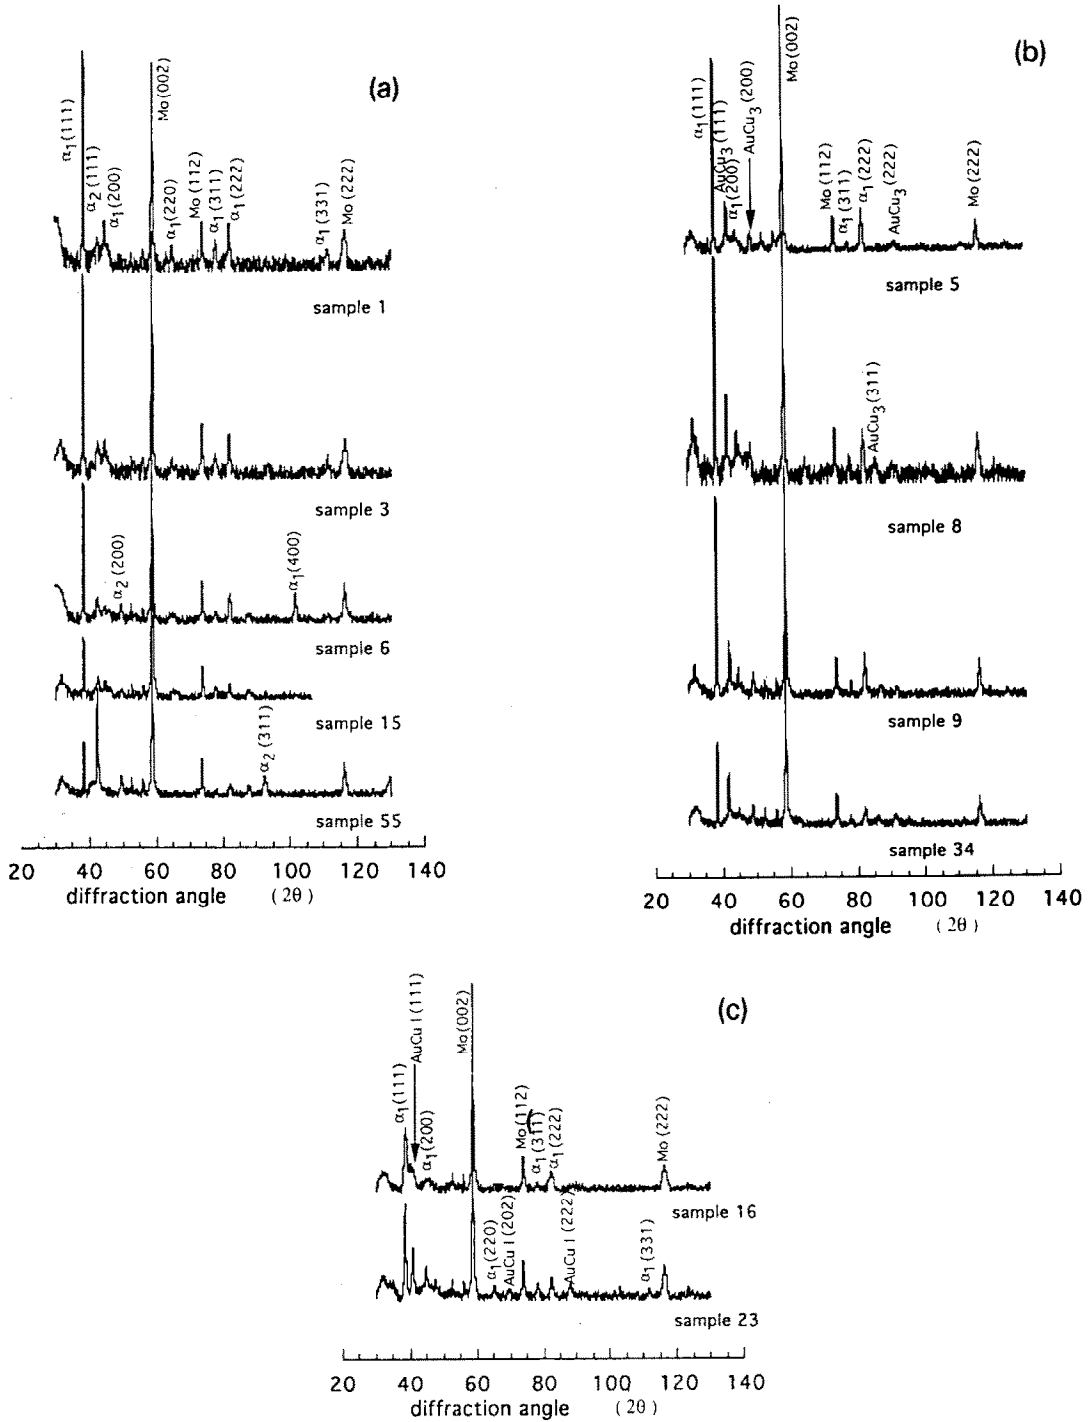 (a)
α1(111)
α2(111)
α1(200)
Mo(002)
α1(220)
Mo(112)
α1(311)
α1(222)
α1(331)
Mo(222)
sample 1
sample 3
α2(200)
α1(400)
sample 6
sample 15
α2(311)
sample 55
20 40 60 80 100 120 140
diffraction angle (2θ)
(b)
α1(111)
AuCu3(111)
α1(200)
AuCu3(200)
Mo(002)
Mo(112)
α1(311)
α1(222)
AuCu3(222)
Mo(222)
sample 5
AuCu3(311)
sample 8
sample 9
sample 34
20 40 60 80 100 120 140
diffraction angle (2θ)
(c)
α1(111)
AuCu I(111)
α1(200)
Mo(002)
Mo(112)
α1(311)
α1(222)
Mo(222)
sample 16
α1(220)
AuCu I(202)
AuCu I(222)
α1(331)
sample 23
20 40 60 80 100 120 140
diffraction angle (2θ)